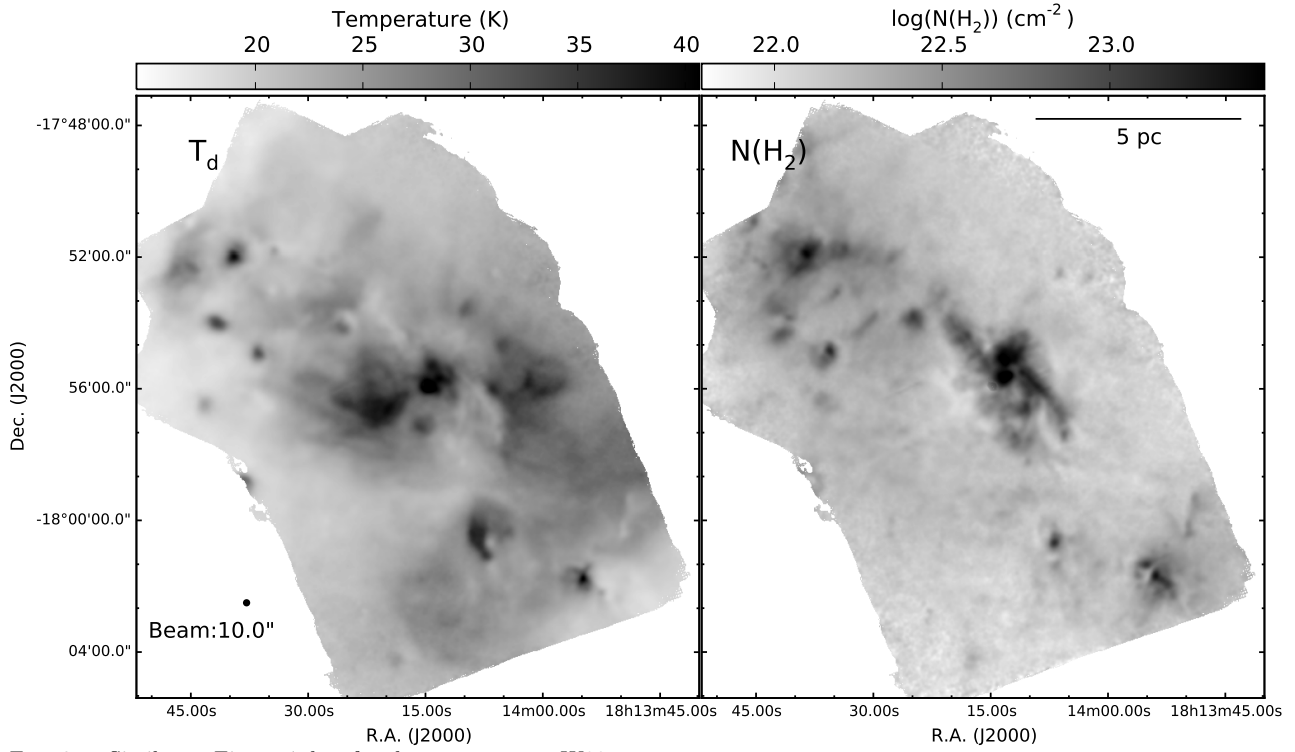 Temperature (K)
20 25 30 35 40
log(N(H2)) (cm-2)
22.0 22.5 23.0
Td
N(H2)
5 pc
-17°48'00.0"
52'00.0"
56'00.0"
-18°00'00.0"
04'00.0"
Dec. (J2000)
Beam:10.0"
45.00s 30.00s 15.00s 14m00.00s 18h13m45.00s
45.00s 30.00s 15.00s 14m00.00s 18h13m45.00s
R.A. (J2000)
R.A. (J2000)